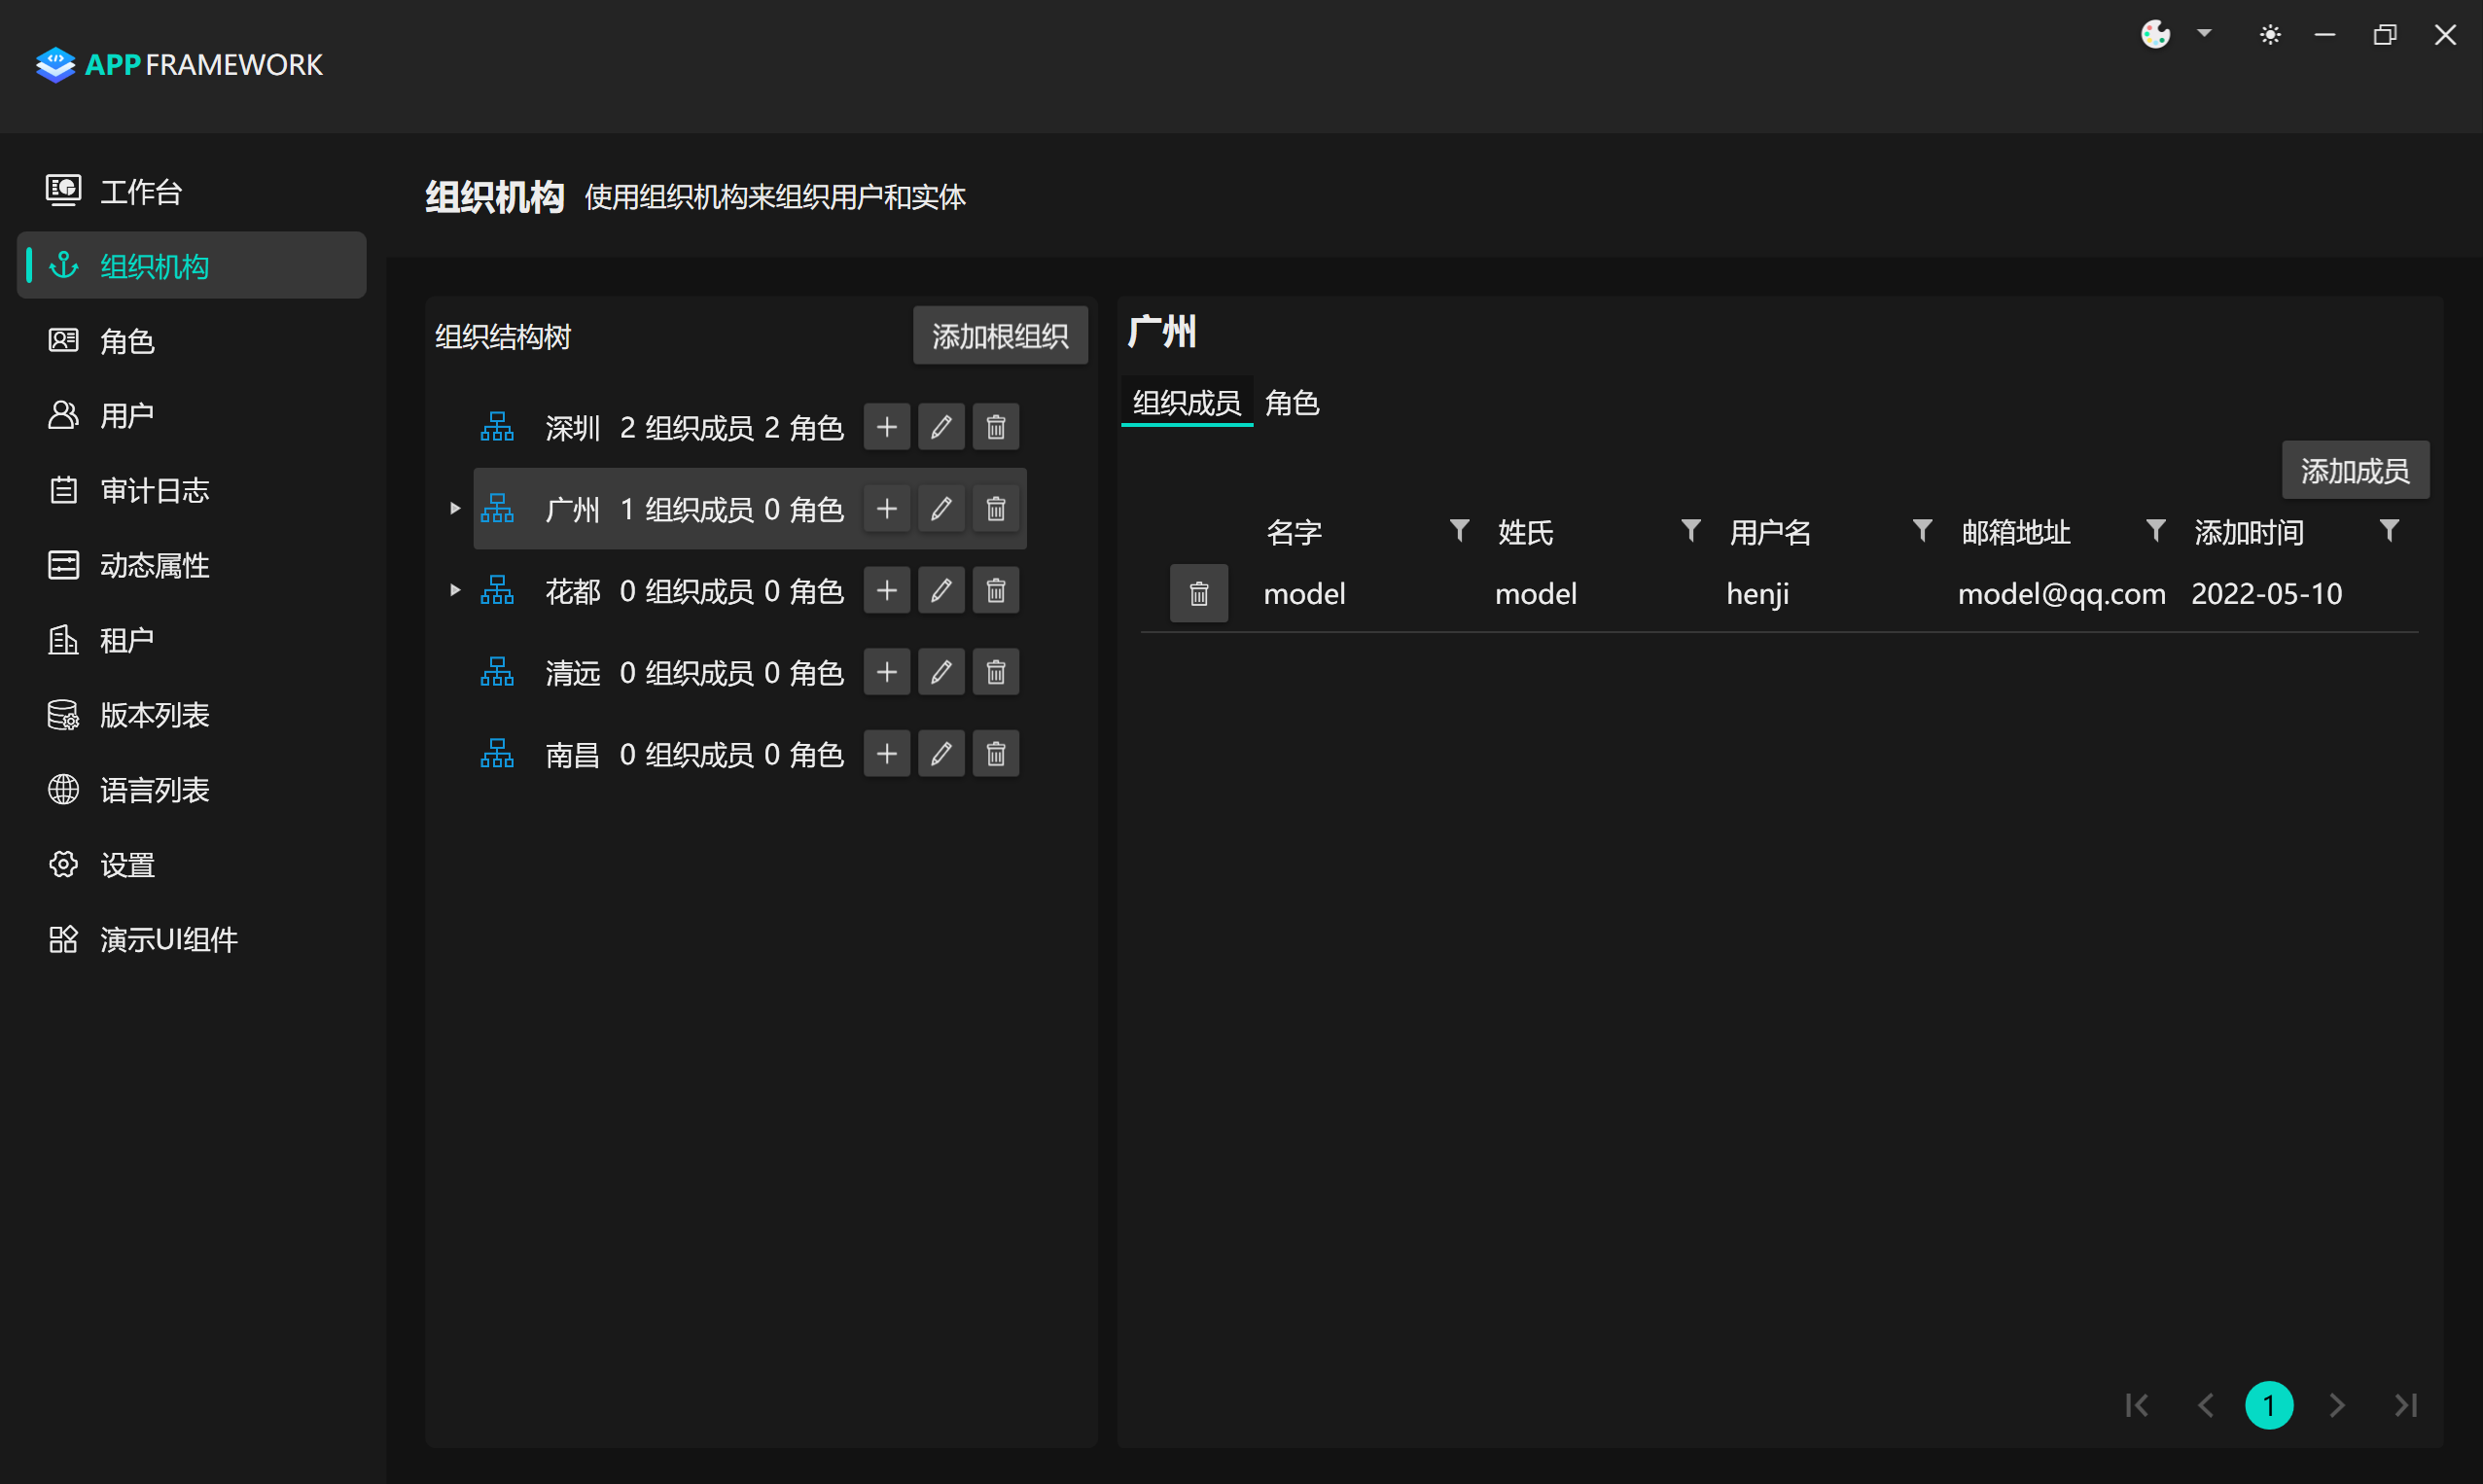 APP FRAMEWORK
工作台
组织机构
角色
用户
审计日志
动态属性
租户
版本列表
语言列表
设置
演示UI组件
组织机构 使用组织机构来组织用户和实体
组织结构树 添加根组织
深圳 2 组织成员 2 角色
广州 1 组织成员 0 角色
花都 0 组织成员 0 角色
清远 0 组织成员 0 角色
南昌 0 组织成员 0 角色
广州
组织成员 角色
添加成员
名字 姓氏 用户名 邮箱地址 添加时间
model model henji model@qq.com 2022-05-10
1